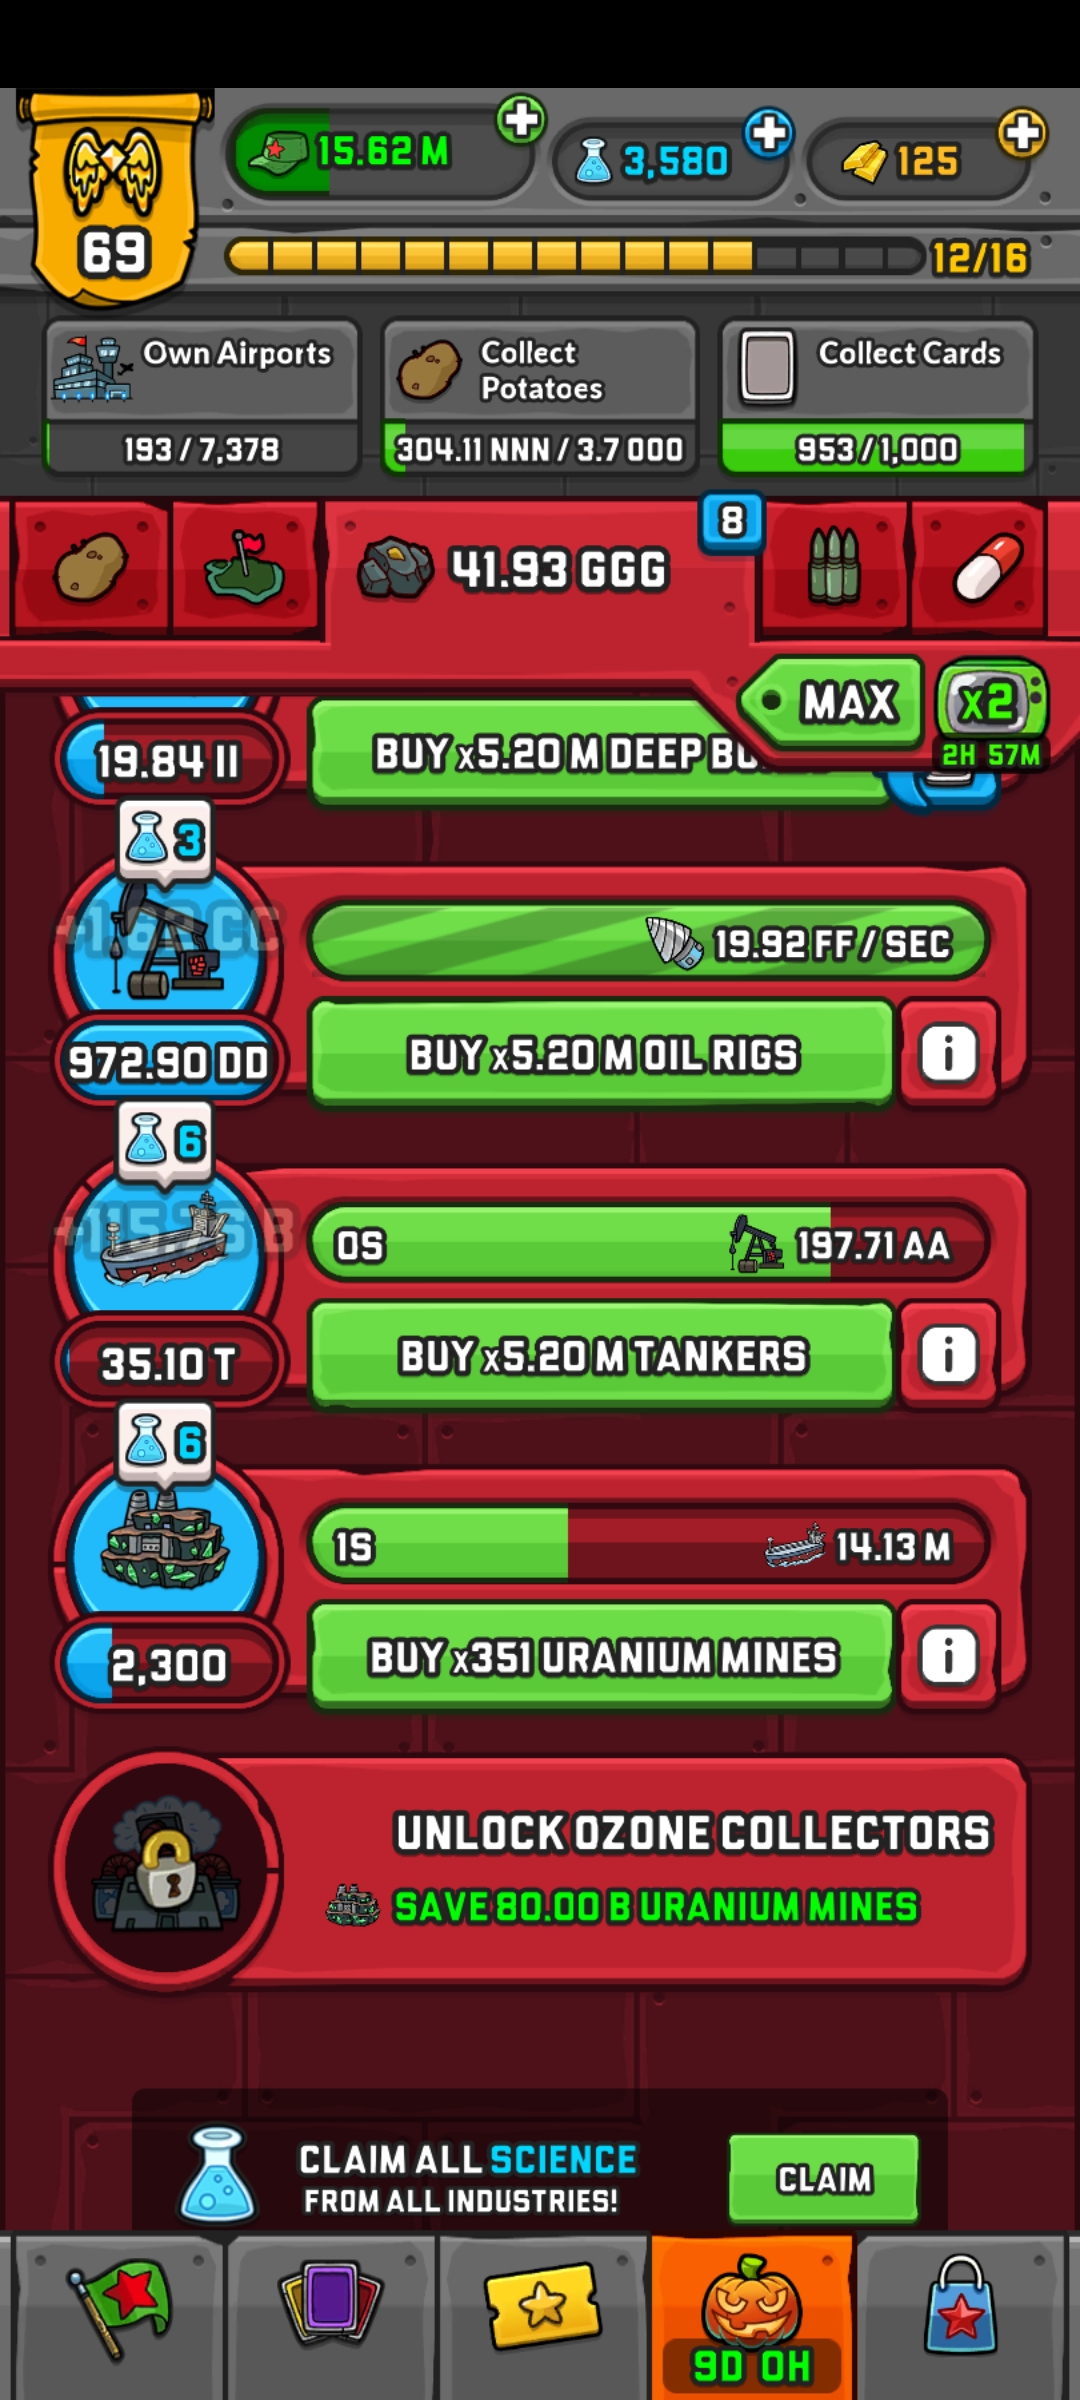 15.62 M
3,580
125
69
12/16
Own Airports
193 / 7,378
Collect
Potatoes
304.11 NNN / 3.7 OOO
Collect Cards
953 / 1,000
41.93 GGG
8
MAX
x2
2H 57M
19.84 II
BUY x5.20 M DEEP
3
19.92 FF / SEC
972.90 DD
BUY x5.20 M OIL RIGS
i
6
+115.76 B
0S
197.71 AA
35.10 T
BUY x5.20 M TANKERS
i
6
1S
14.13 M
2,300
BUY x351 URANIUM MINES
i
UNLOCK OZONE COLLECTORS
SAVE 80.00 B URANIUM MINES
CLAIM ALL SCIENCE
FROM ALL INDUSTRIES!
CLAIM
9D 0H